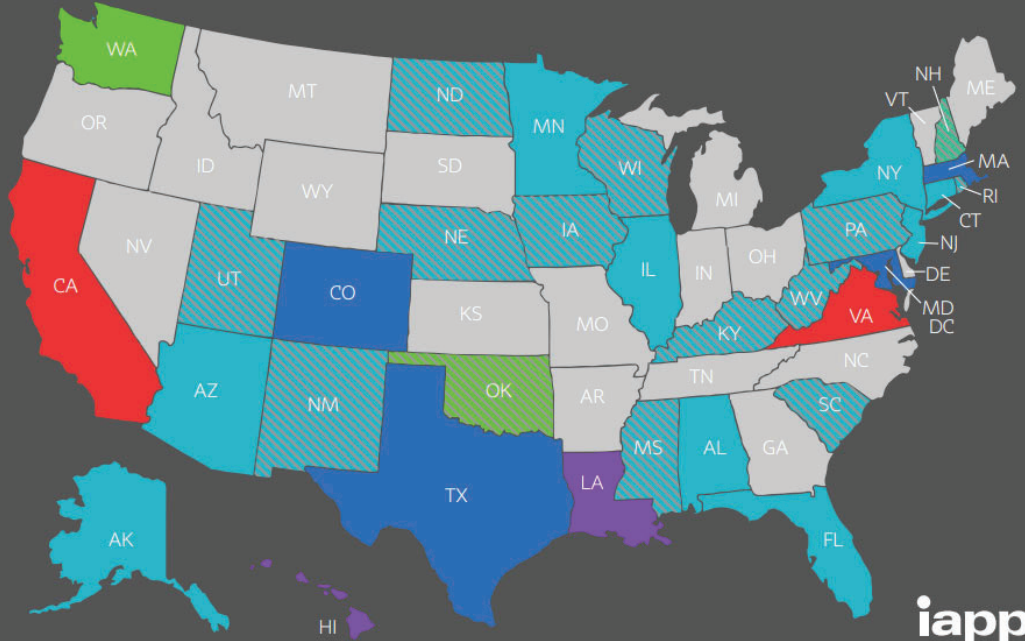 WA
MT
ND
MN
OR
ID
SD
WI
WY
MI
NH
VT
ME
NY
MA
RI
CT
NV
UT
NE
IA
PA
NJ
CA
CO
IL
IN
OH
DE
WV
MD
DC
KS
MO
KY
VA
AZ
NM
OK
AR
TN
NC
SC
TX
LA
MS
AL
GA
AK
FL
HI
iapp